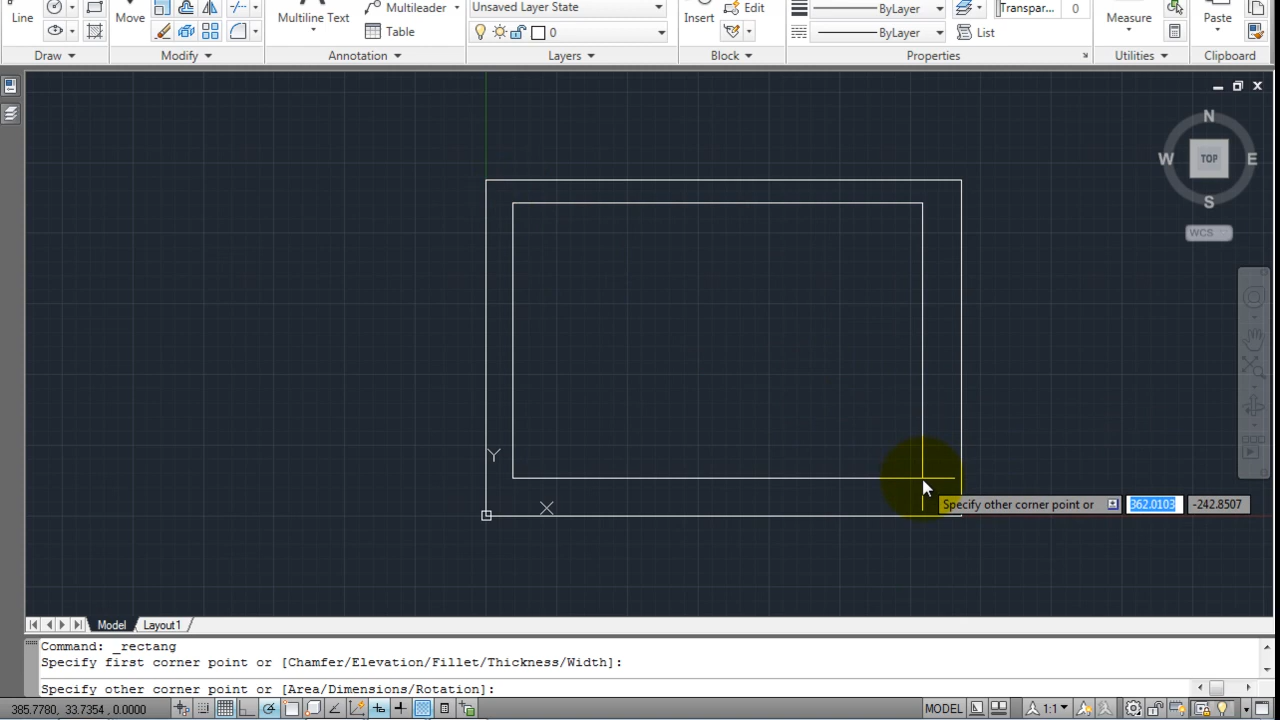 Line
Move
Multiline Text
Multileader
Table
Unsaved Layer State
0
Insert
Edit
ByLayer
ByLayer
Transpar... 0
List
Measure
Paste
Draw
Modify
Annotation
Layers
Block
Properties
Utilities
Clipboard
N
W
TOP
E
S
WCS
Y
X
Specify other corner point or 362.0103 -242.8507
Model
Layout1
Command: _rectang
Specify first corner point or [Chamfer/Elevation/Fillet/Thickness/Width]:
Specify other corner point or [Area/Dimensions/Rotation]:
385.7780, 33.7354, 0.0000
MODEL
1:1